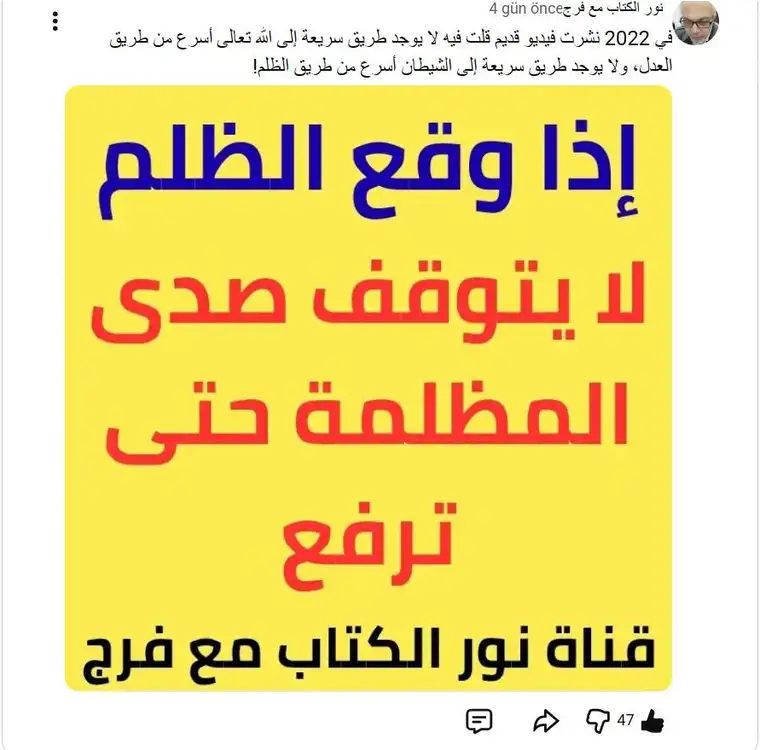 نور الكتاب مع فرج4 gün önce
في 2022 نشرت فيديو قديم قلت فيه لا يوجد طريق سريعة إلى الله تعالى أسرع من طريق
العدل، ولا يوجد طريق سريعة إلى الشيطان أسرع من طريق الظلم!
إذا وقع الظلم
لا يتوقف صدى
المظلمة حتى
ترفع
قناة نور الكتاب مع فرج
47